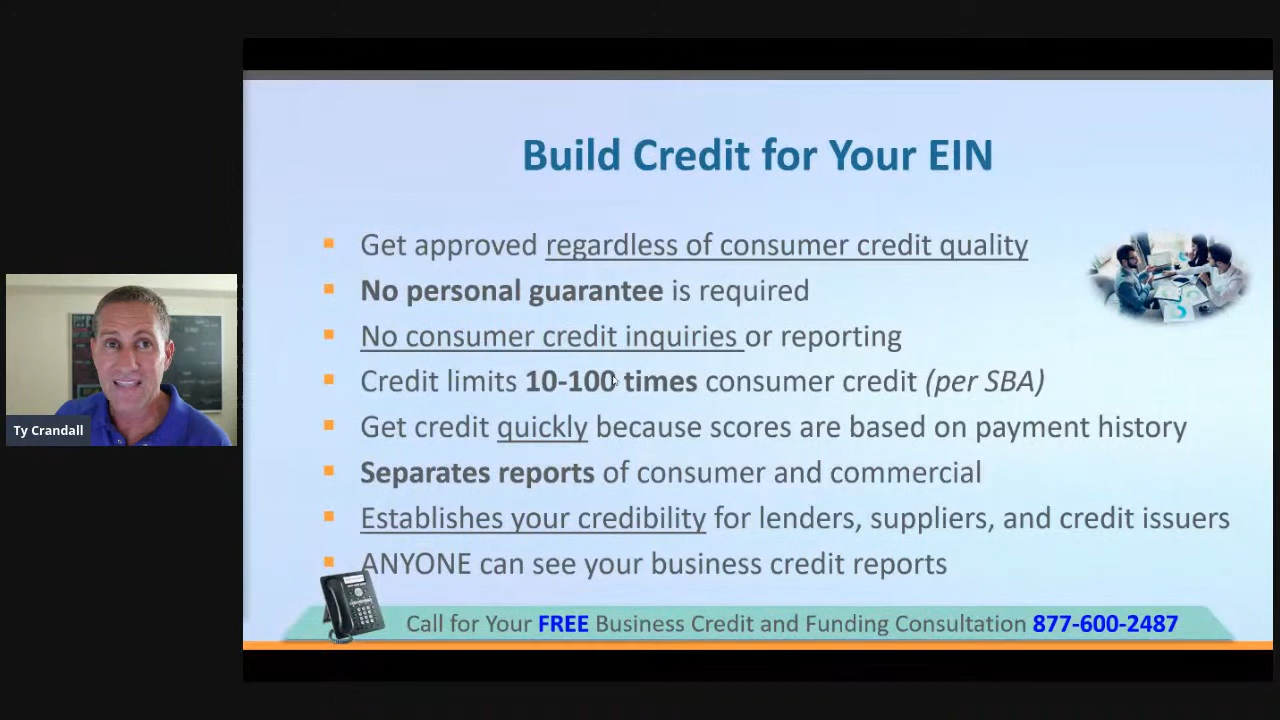 Build Credit for Your EIN
Get approved regardless of consumer credit quality
No personal guarantee is required
No consumer credit inquiries or reporting
Credit limits 10-100 times consumer credit (per SBA)
Get credit quickly because scores are based on payment history
Separates reports of consumer and commercial
Establishes your credibility for lenders, suppliers, and credit issuers
ANYONE can see your business credit reports
Call for Your FREE Business Credit and Funding Consultation 877-600-2487
Ty Crandall